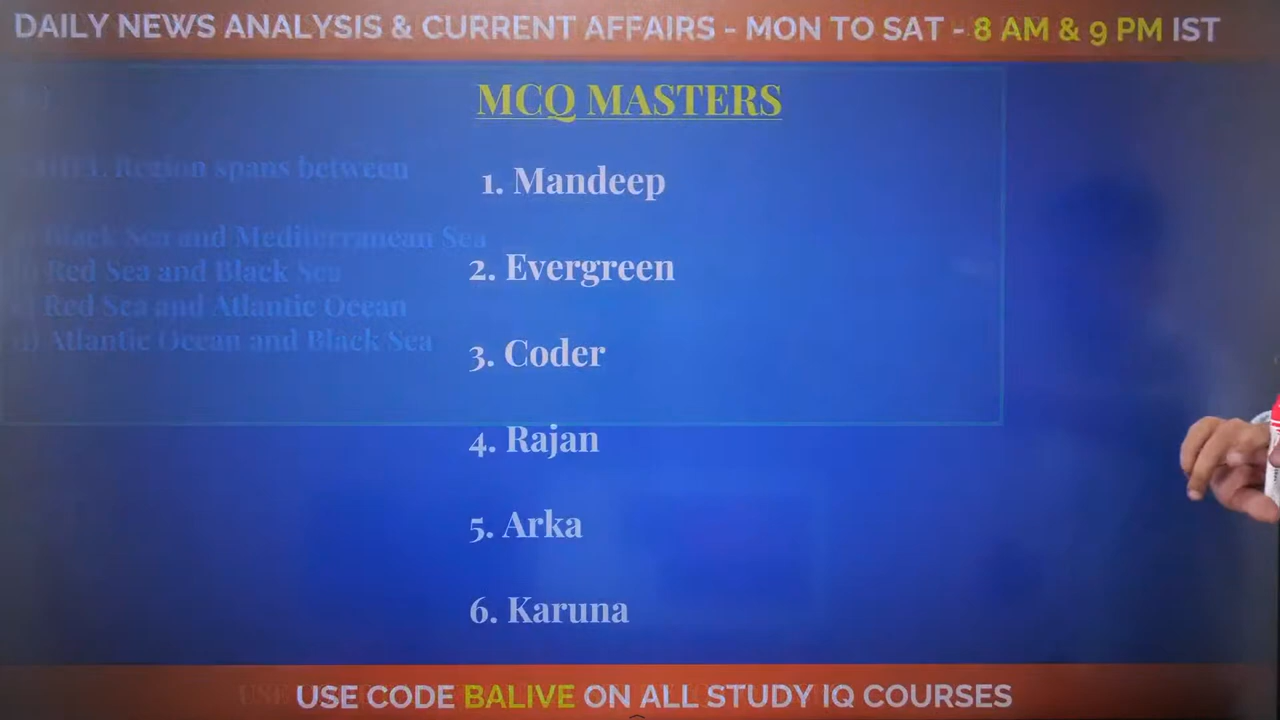 DAILY NEWS ANALYSIS & CURRENT AFFAIRS - MON TO SAT - 8 AM & 9 PM IST
MCQ MASTERS
1. Mandeep
2. Evergreen
3. Coder
4. Rajan
5. Arka
6. Karuna
Region spans between
Black Sea and Mediterranean Sea
Red Sea and Black Sea
Red Sea and Atlantic Ocean
d) Atlantic Ocean and Black Sea
USE CODE BALIVE ON ALL STUDY IQ COURSES